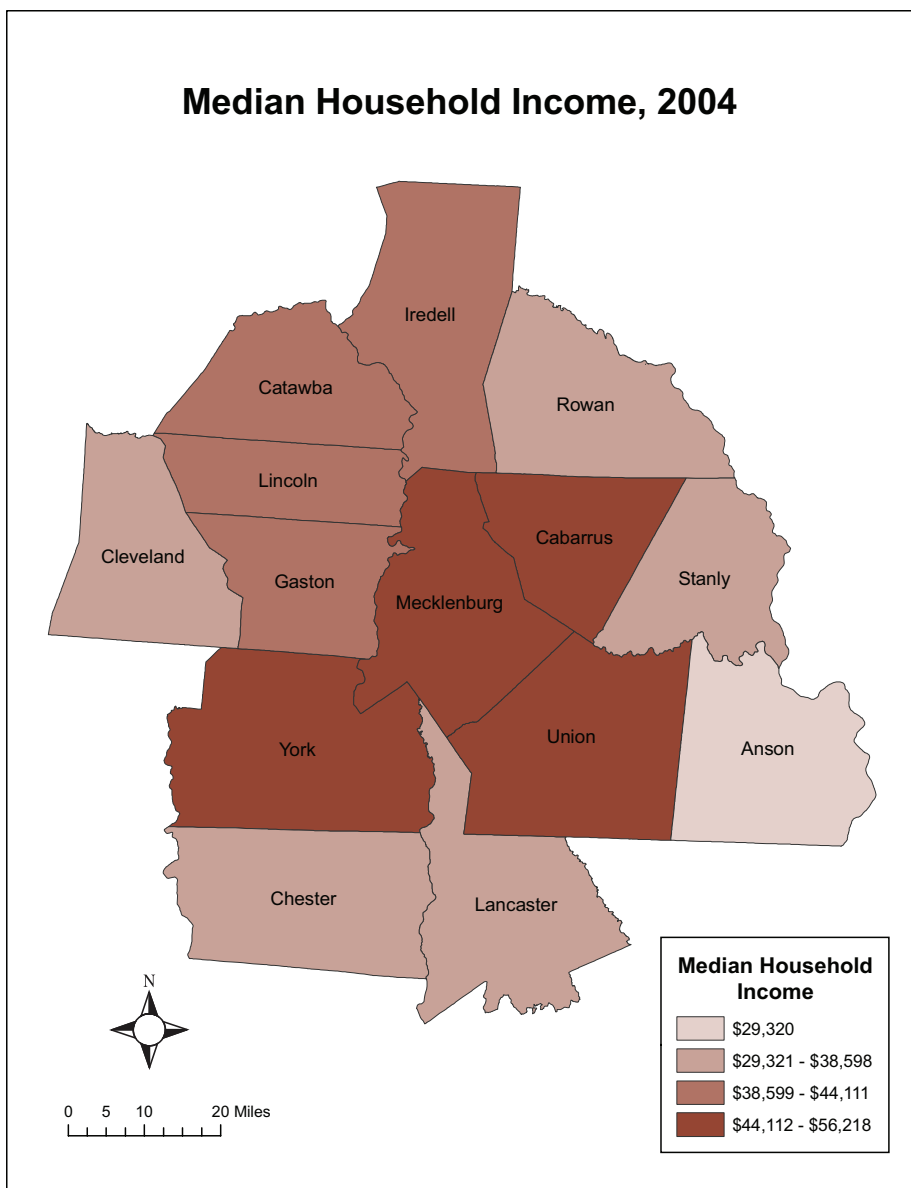 Median Household Income, 2004
Iredell
Catawba
Rowan
Lincoln
Cabarrus
Cleveland
Gaston
Stanly
Mecklenburg
York
Union
Anson
Chester
Lancaster
Median Household
Income
$29,320
$29,321 - $38,598
$38,599 - $44,111
$44,112 - $56,218
N
0 5 10 20 Miles